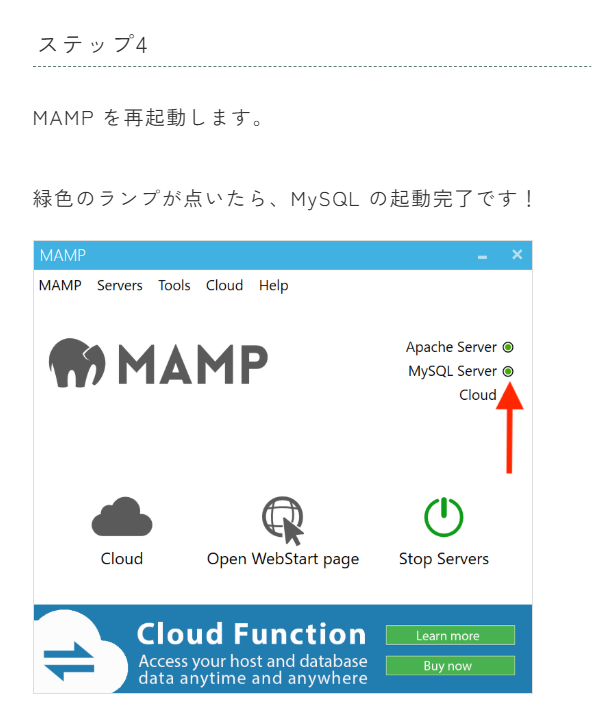 ステップ4
MAMP を再起動します。
緑色のランプが点いたら、MySQL の起動完了です！
MAMP
MAMP Servers Tools Cloud Help
MAMP
Apache Server
MySQL Server
Cloud
Cloud
Open WebStart page
Stop Servers
Cloud Function
Access your host and database
data anytime and anywhere
Learn more
Buy now